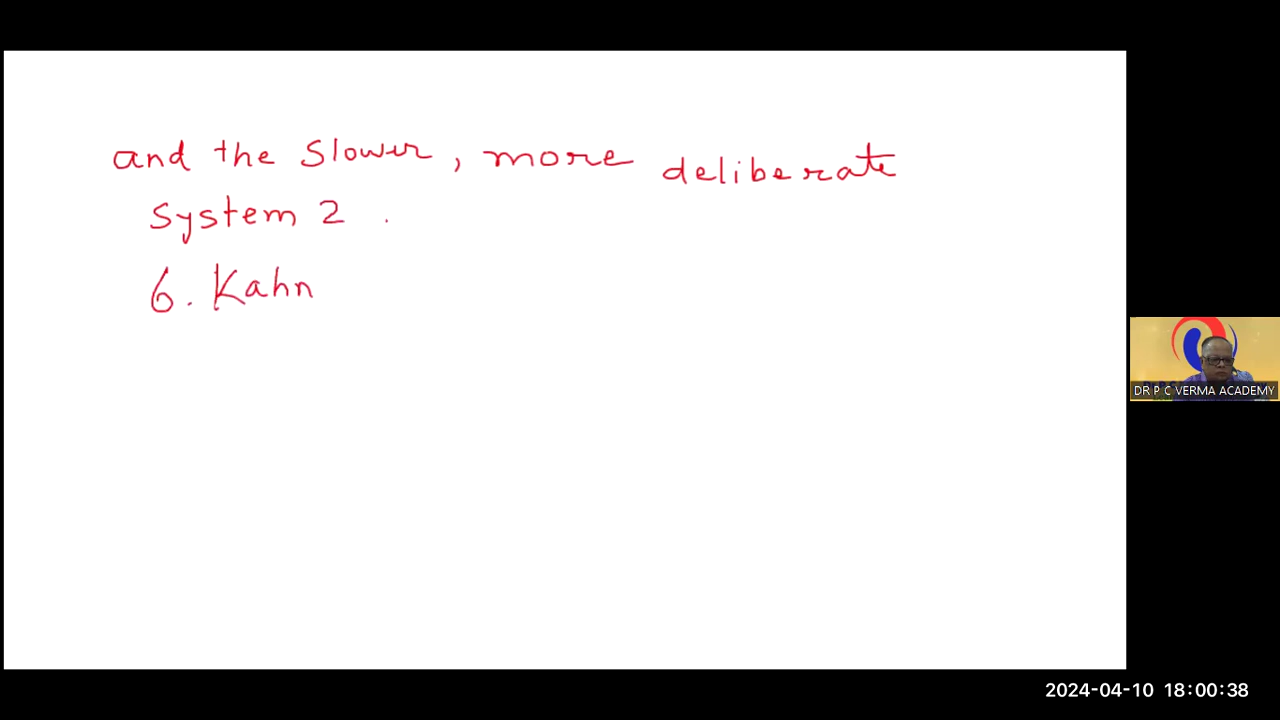 and the slower, more deliberate
system 2 .
6. Kahn
DR P C VERMA ACADEMY
2024-04-10 18:00:38